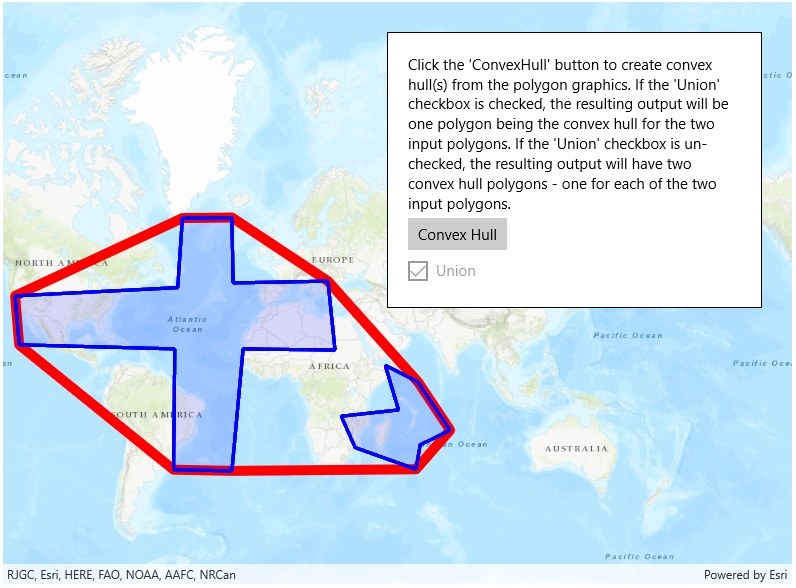 Click the 'ConvexHull' button to create convex
hull(s) from the polygon graphics. If the 'Union'
checkbox is checked, the resulting output will be
one polygon being the convex hull for the two
input polygons. If the 'Union' checkbox is un-
checked, the resulting output will have two
convex hull polygons - one for each of the two
input polygons.
Convex Hull
Union
NORTH AMERICA
EUROPE
Atlantic
Ocean
AFRICA
SOUTH AMERICA
Ocean
AUSTRALIA
Pacific Ocean
Pacific Oce
Pacific Ocean
RJGC, Esri, HERE, FAO, NOAA, AAFC, NRCan
Powered by Esri